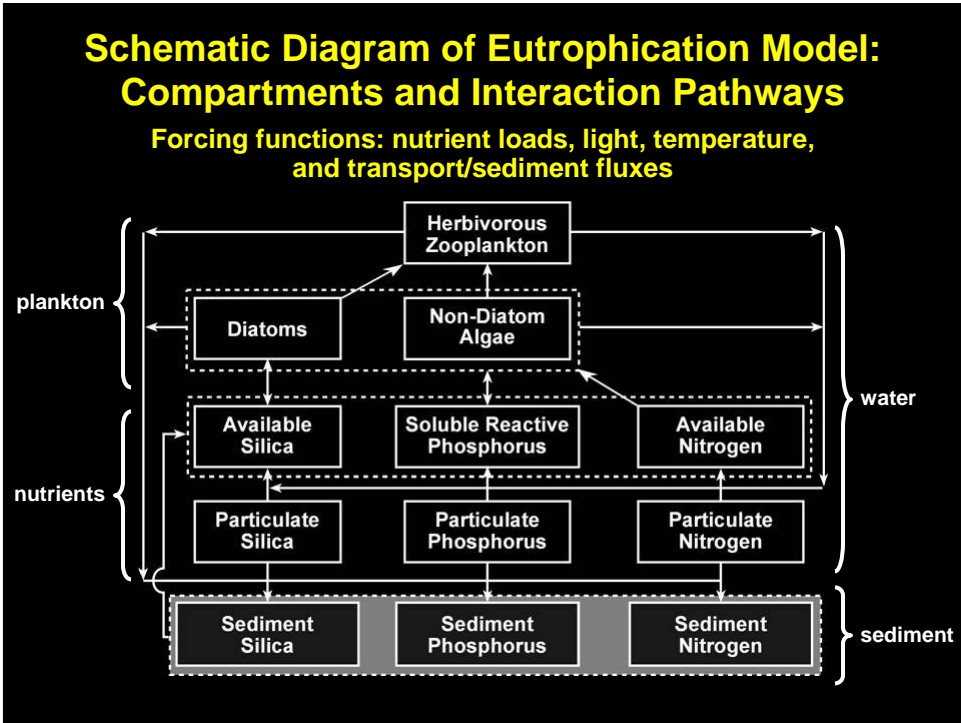 Schematic Diagram of Eutrophication Model:
Compartments and Interaction Pathways
Forcing functions: nutrient loads, light, temperature,
and transport/sediment fluxes
Herbivorous
Zooplankton
plankton
Diatoms
Non-Diatom
Algae
water
Available
Silica
Soluble Reactive
Phosphorus
Available
Nitrogen
nutrients
Particulate
Silica
Particulate
Phosphorus
Particulate
Nitrogen
Sediment
Silica
Sediment
Phosphorus
Sediment
Nitrogen
sediment